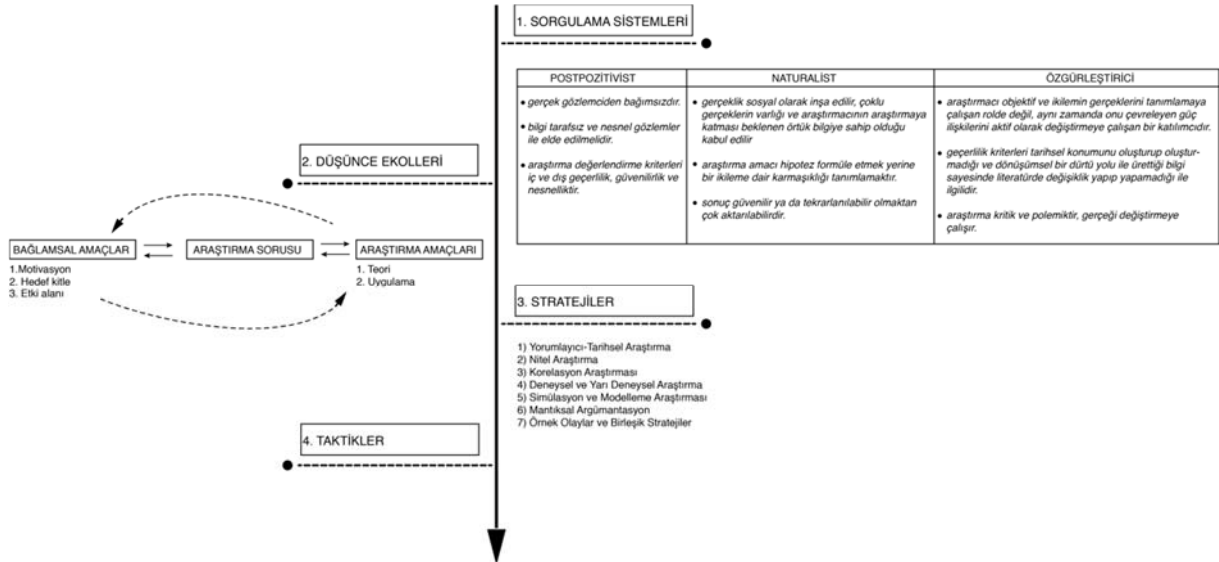 1. SORGULAMA SİSTEMLERİ
POSTPOZİTİVİST
• gerçek gözlemciden bağımsızdır.
• bilgi tarafsız ve nesnel gözlemler
ile elde edilmelidir.
• araştırma değerlendirme kriterleri
iç ve dış geçerlilik, güvenilirlik ve
nesnelliktir.
NATURALİST
• gerçeklik sosyal olarak inşa edilir, çoklu
gerçeklerin varlığı ve araştırmacının araştırmaya
katması beklenen örtük bilgiye sahip olduğu
kabul edilir
• araştırma amacı hipotez formüle etmek yerine
bir ikileme dair karmaşıklığı tanımlamaktır.
• sonuç güvenilir ya da tekrarlanılabilir olmaktan
çok aktarılabilirdir.
ÖZGÜRLEŞTİRİCİ
• araştırmacı objektif ve ikilemin gerçeklerini tanımlamaya
çalışan rolde değil, aynı zamanda onu çevreleyen güç
ilişkilerini aktif olarak değiştirmeye çalışan bir katılımcıdır.
• geçerlilik kriterleri tarihsel konumunu oluşturup oluştur-
madığı ve dönüşümsel bir dürtü yolu ile ürettiği bilgi
sayesinde literatürde değişiklik yapıp yapamadığı ile
ilgilidir.
• araştırma kritik ve polemiktir, gerçeği değiştirmeye
çalışır.
2. DÜŞÜNCE EKOLLERİ
BAĞLAMSAL AMAÇLAR
1.Motivasyon
2. Hedef kitle
3. Etki alanı
ARAŞTIRMA SORUSU
ARAŞTIRMA AMAÇLARI
1. Teori
2. Uygulama
3. STRATEJİLER
1) Yorumlayıcı-Tarihsel Araştırma
2) Nitel Araştırma
3) Korelasyon Araştırması
4) Deneysel ve Yarı Deneysel Araştırma
5) Simülasyon ve Modelleme Araştırması
6) Mantıksal Argümantasyon
7) Örnek Olaylar ve Birleşik Stratejiler
4. TAKTİKLER